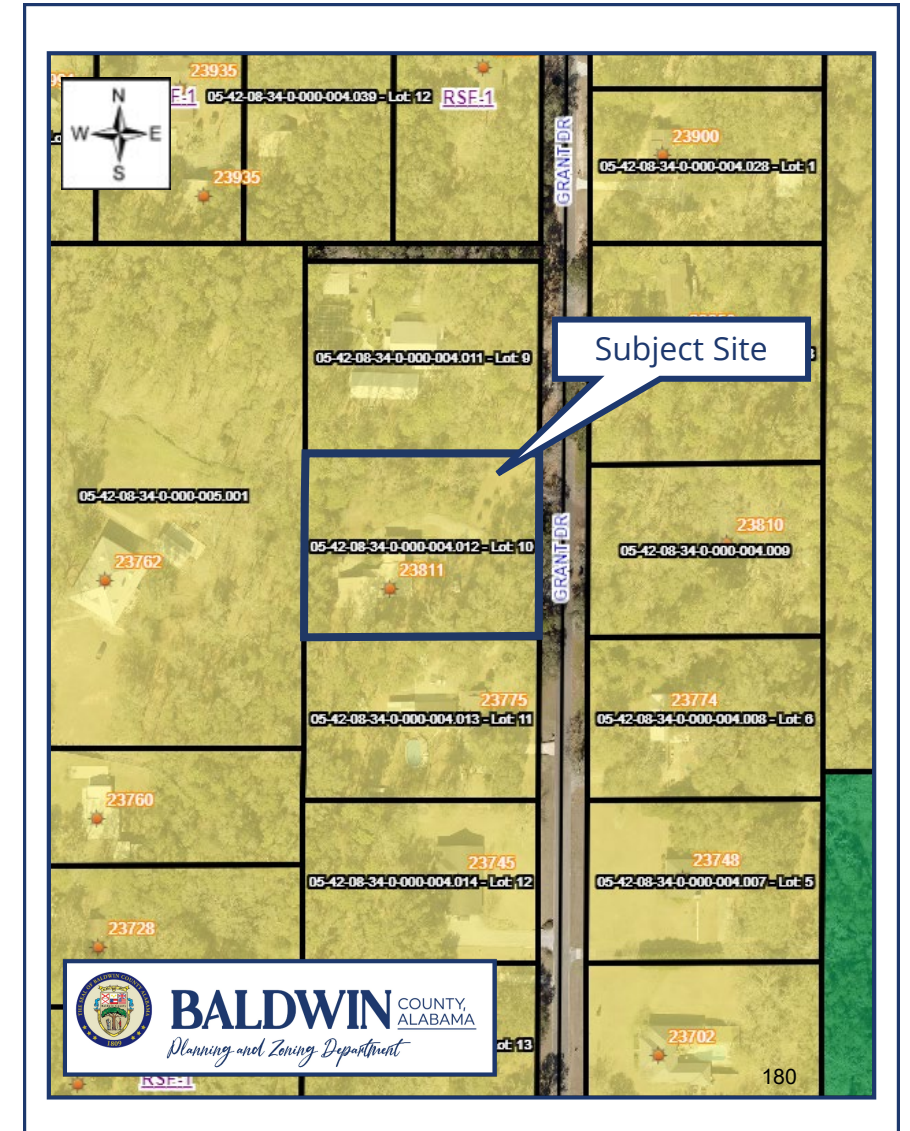 23935
RSF-1
05-42-08-34-0-000-004.039 - Lot: 12
RSF-1
N
W E
S
23935
GRANT DR
23900
05-42-08-34-0-000-004.028 - Lot: 1
Subject Site
05-42-08-34-0-000-004.011 - Lot: 9
05-42-08-34-0-000-005.001
23762
05-42-08-34-0-000-004.012 - Lot: 10
23811
GRANT DR
23810
05-42-08-34-0-000-004.009
23775
05-42-08-34-0-000-004.013 - Lot: 11
23774
05-42-08-34-0-000-004.008 - Lot: 6
23760
23745
05-42-08-34-0-000-004.014 - Lot: 12
23748
05-42-08-34-0-000-004.007 - Lot: 5
23728
BALDWIN COUNTY, ALABAMA
Planning and Zoning Department
1809
ot: 13
23702
RSF-1
180